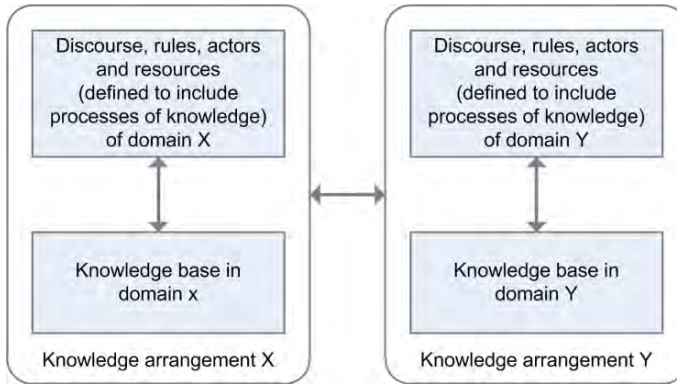 Discourse, rules, actors
and resources
(defined to include
processes of knowledge)
of domain X
Knowledge base in
domain x
Knowledge arrangement X
Discourse, rules, actors
and resources
(defined to include
processes of knowledge)
of domain Y
Knowledge base in
domain Y
Knowledge arrangement Y